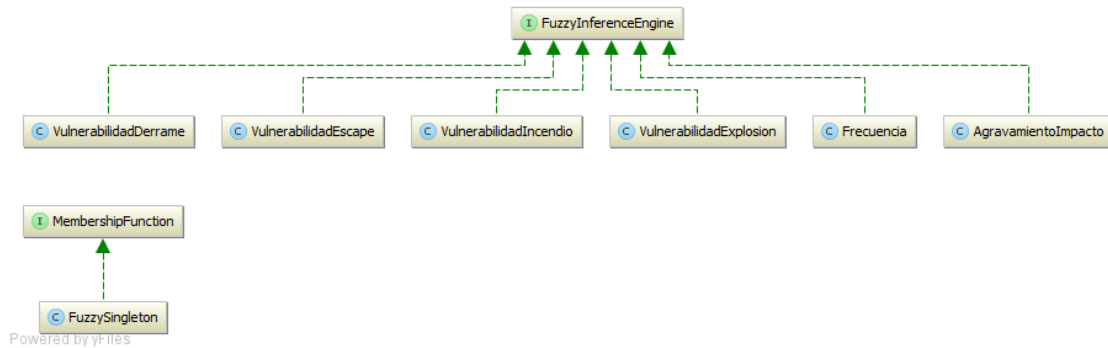 I FuzzyInferenceEngine
C VulnerabilidadDerrame
C VulnerabilidadEscape
C VulnerabilidadIncendio
C VulnerabilidadExplosion
C Frecuencia
C AgravamientoImpacto
I MembershipFunction
C FuzzySingleton
Powered by yFiles